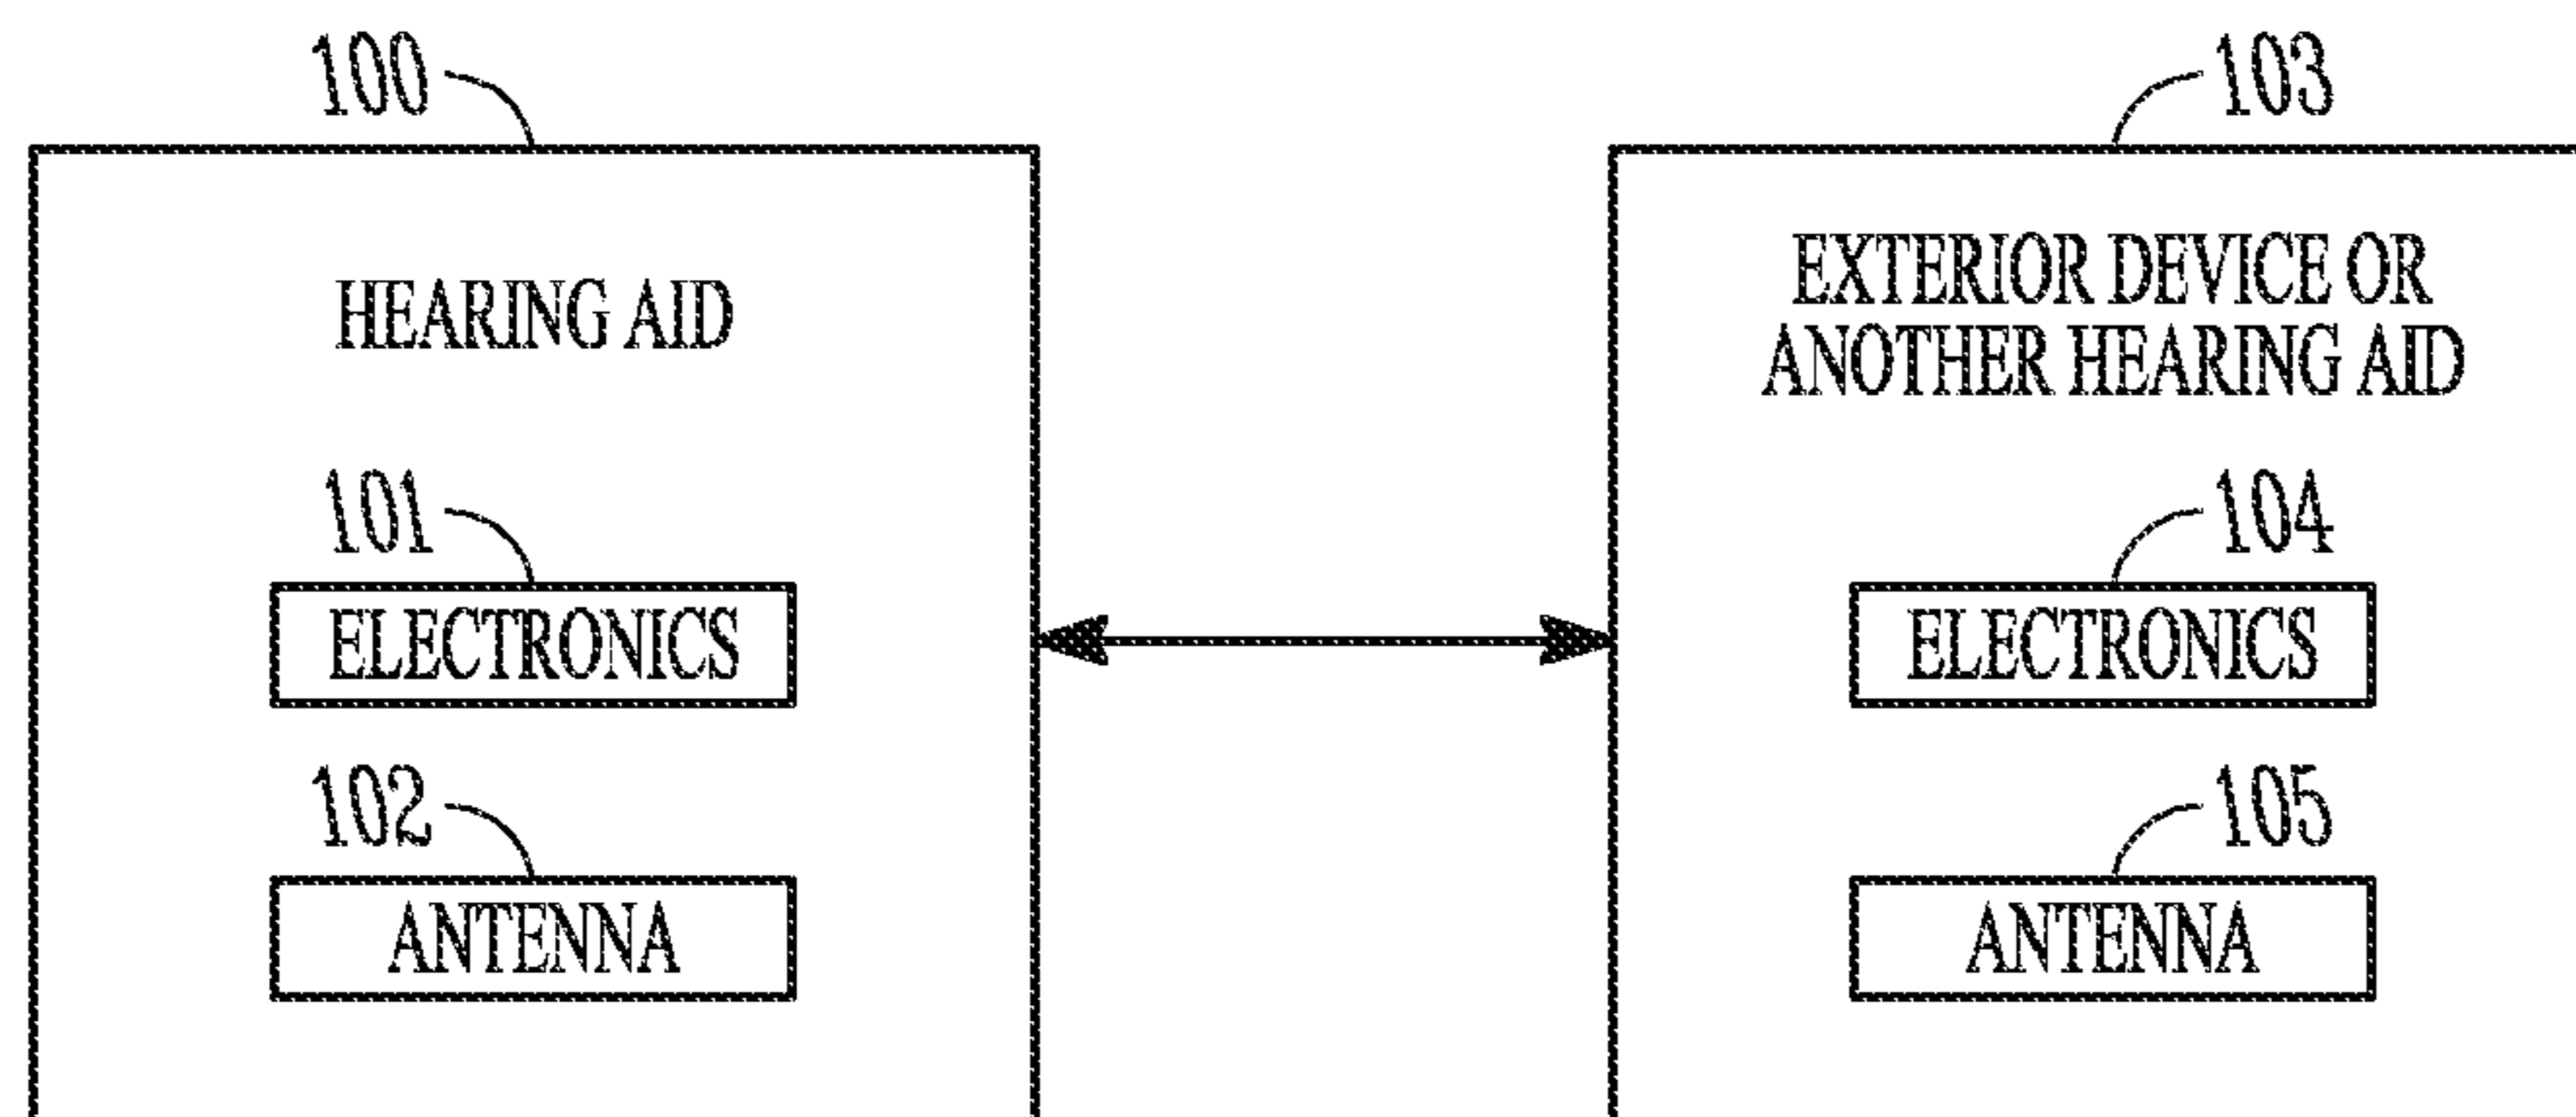 100
103
HEARING AID
EXTERIOR DEVICE OR
ANOTHER HEARING AID
101
104
ELECTRONICS
ELECTRONICS
102
105
ANTENNA
ANTENNA